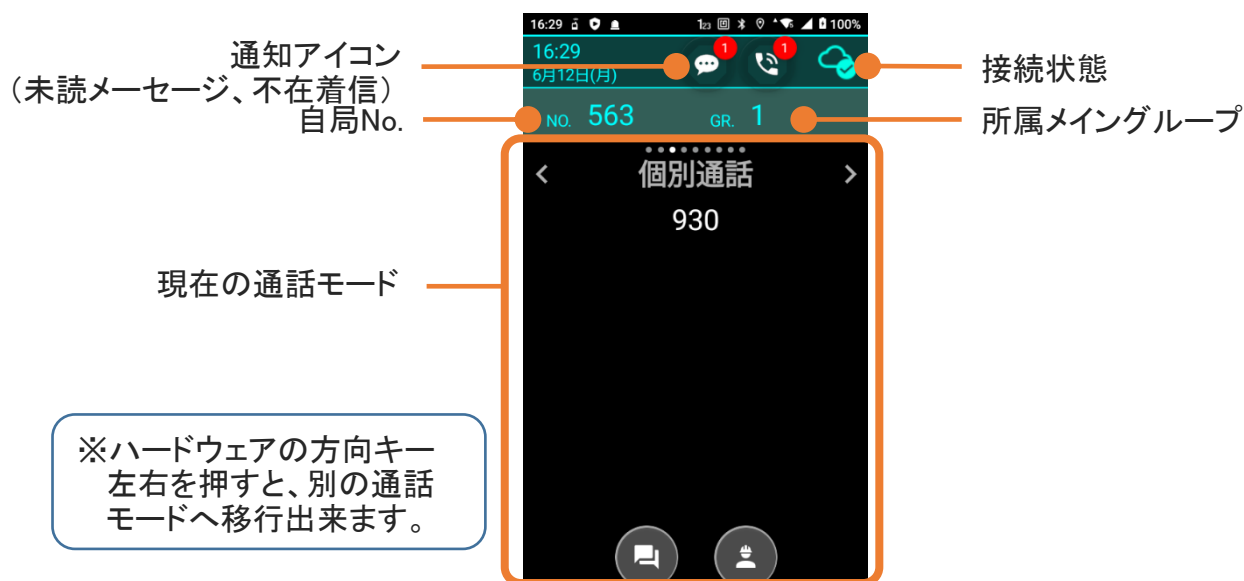 16:29
100%
通知アイコン
（未読メーセージ、不在着信）
自局No.
16:29
6月12日(月)
1
1
接続状態
NO. 563
GR. 1
所属メイングループ
個別通話
930
現在の通話モード
※ハードウェアの方向キー
左右を押すと、別の通話
モードへ移行出来ます。